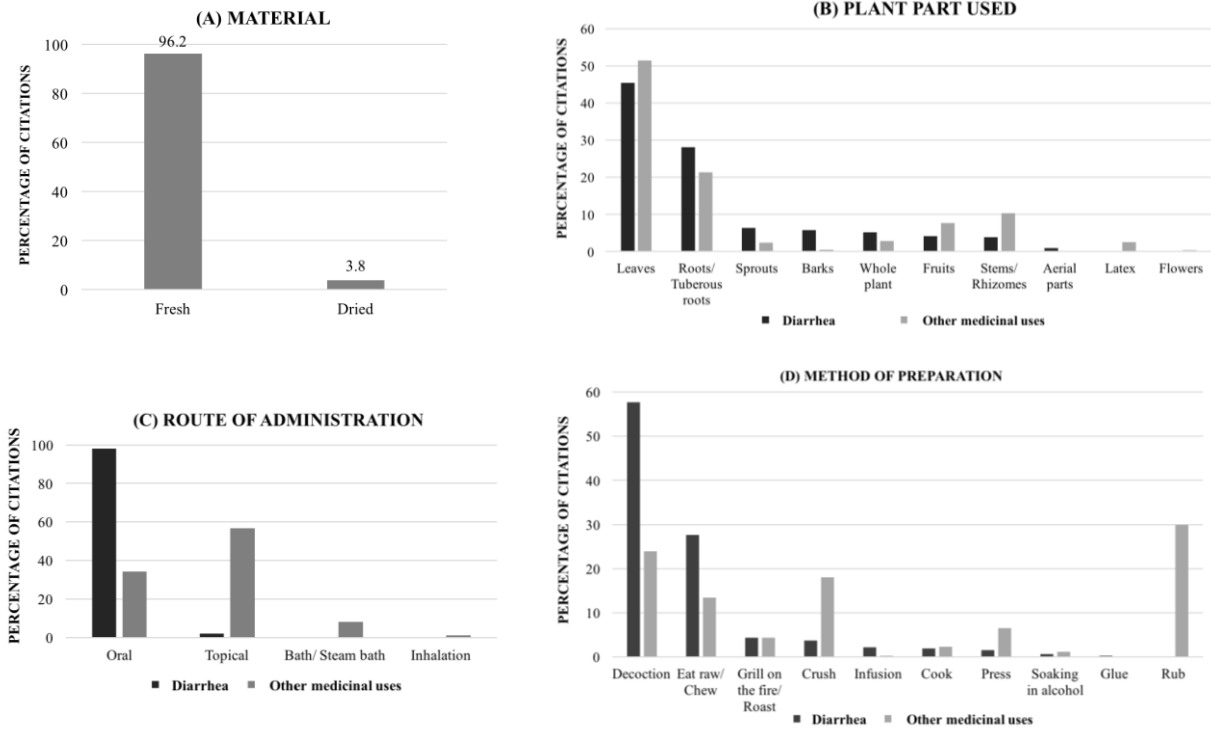 (A) MATERIAL
PERCENTAGE OF CITATIONS
100
80
60
40
20
0
96.2
3.8
Fresh Dried
(B) PLANT PART USED
PERCENTAGE OF CITATIONS
60
50
40
30
20
10
0
Leaves Roots/ Sprouts Barks Whole Fruits Stems/ Aerial Latex Flowers
Tuberous plant Rhizomes parts
roots
Diarrhea Other medicinal uses
(C) ROUTE OF ADMINISTRATION
PERCENTAGE OF CITATIONS
100
80
60
40
20
0
Oral Topical Bath/ Steam bath Inhalation
Diarrhea Other medicinal uses
(D) METHOD OF PREPARATION
PERCENTAGE OF CITATIONS
60
50
40
30
20
10
0
Decoction Eat raw/ Grill on Crush Infusion Cook Press Soaking Glue Rub
Chew the fire/ in alcohol
Roast
Diarrhea Other medicinal uses